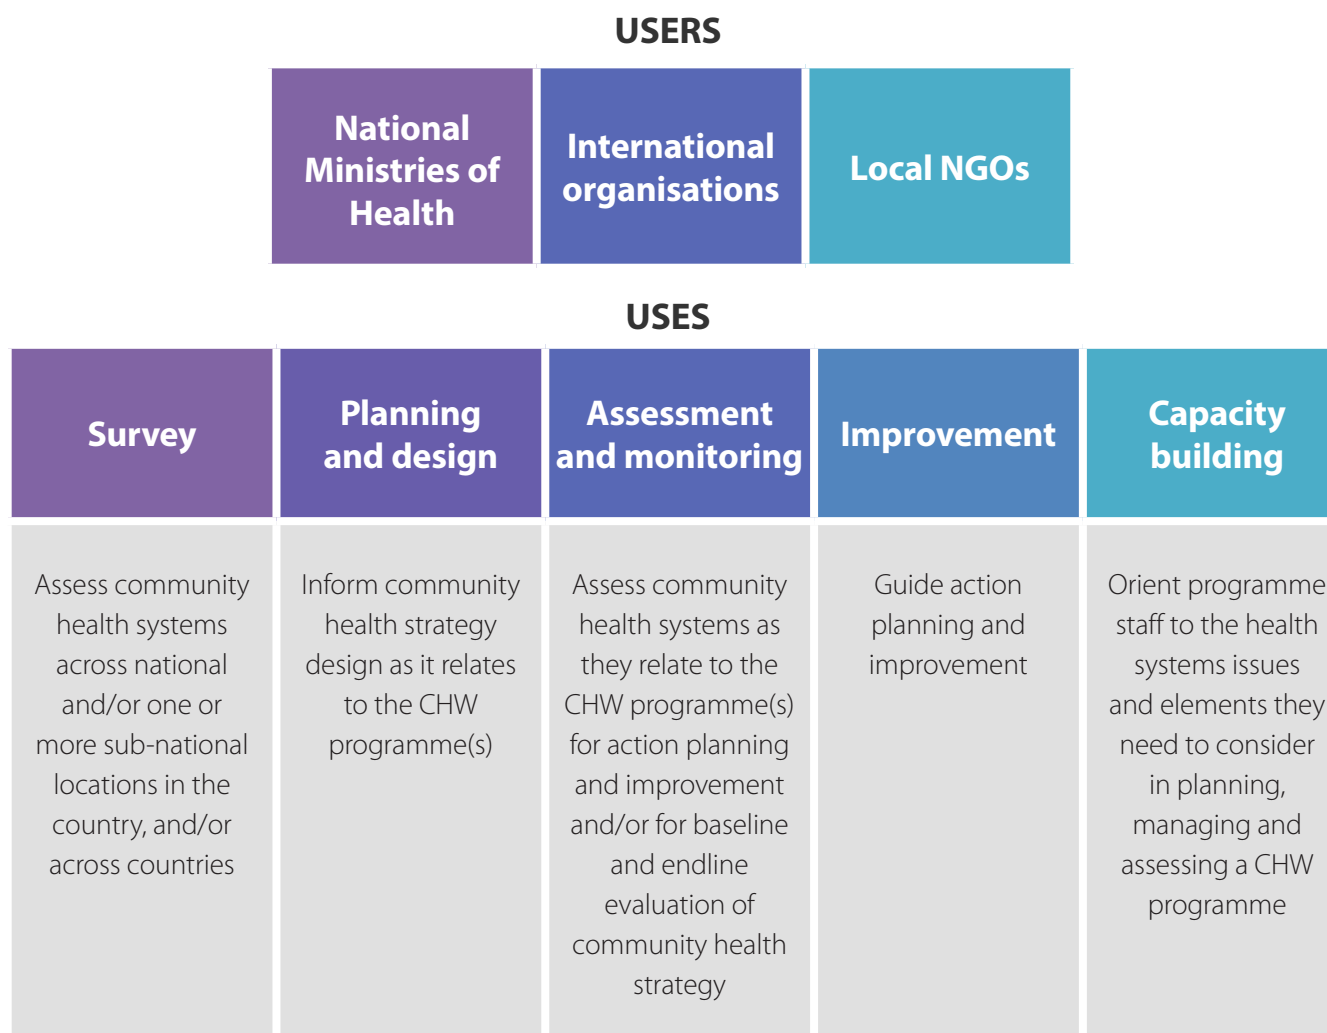 USERS
National
Ministries of
Health
International
organisations
Local NGOs
USES
Survey
Planning
and design
Assessment
and monitoring
Improvement
Capacity
building
Assess community
health systems
across national
and/or one or
more sub-national
locations in the
country, and/or
across countries
Inform community
health strategy
design as it relates
to the CHW
programme(s)
Assess community
health systems as
they relate to the
CHW programme(s)
for action planning
and improvement
and/or for baseline
and endline
evaluation of
community health
strategy
Guide action
planning and
improvement
Orient programme
staff to the health
systems issues
and elements they
need to consider
in planning,
managing and
assessing a CHW
programme